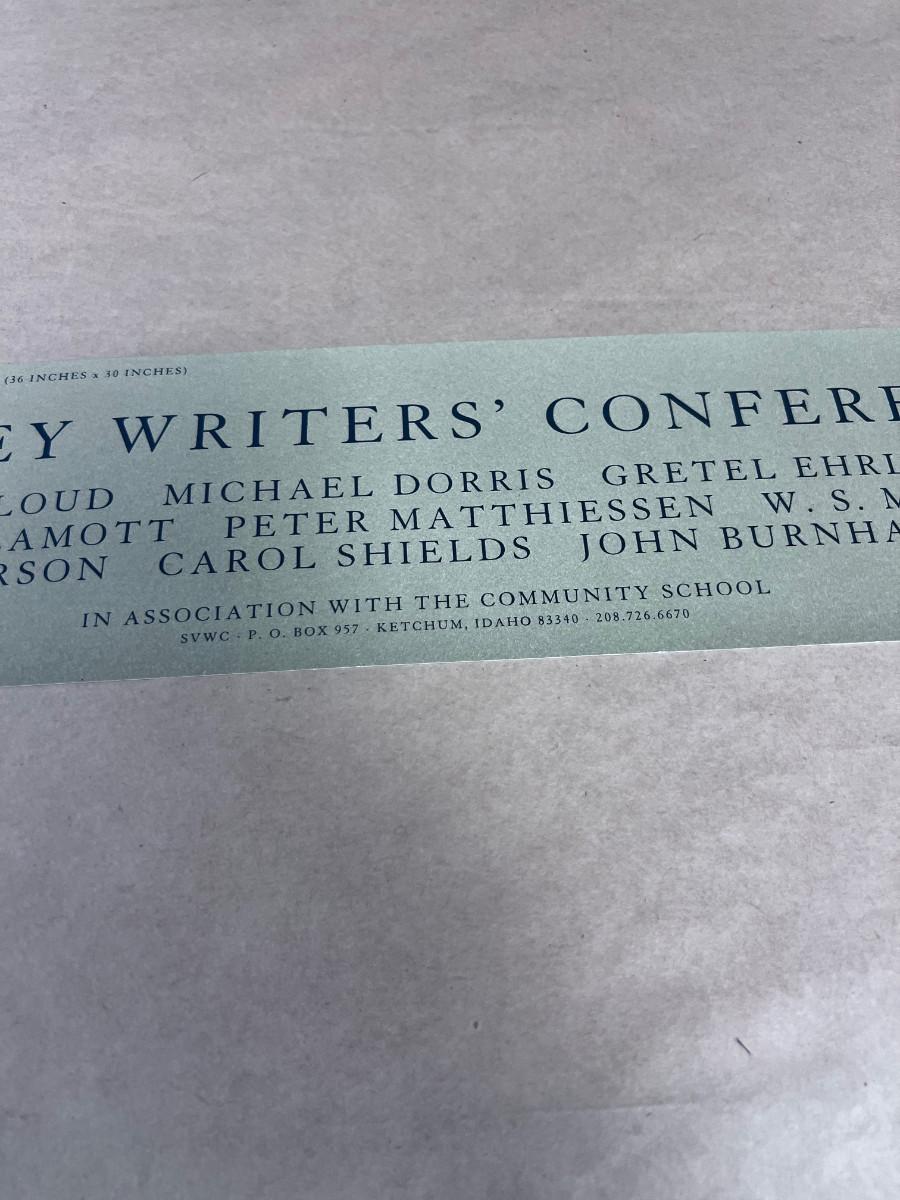 (36 INCHES x 30 INCHES)
EY WRITERS' CONFERE
LOUD MICHAEL DORRIS GRETEL EHRL
LAMOTT PETER MATTHIESSEN W. S. M
RSON CAROL SHIELDS JOHN BURNHA
IN ASSOCIATION WITH THE COMMUNITY SCHOOL
SVWC · P. O. BOX 957 · KETCHUM, IDAHO 83340 · 208.726.6670